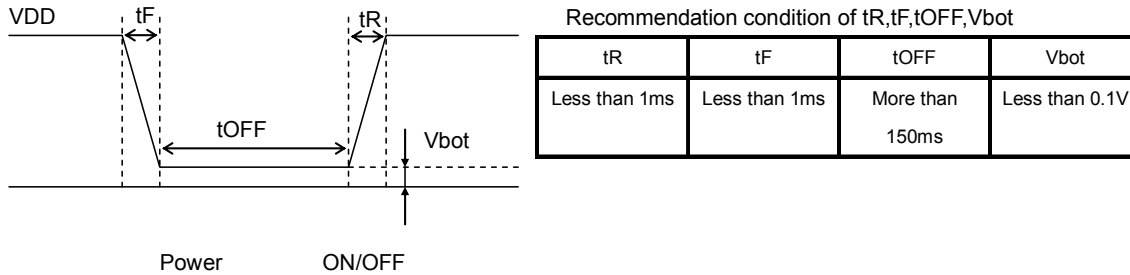 VDD
tF
tR
tOFF
Vbot
Power ON/OFF
Recommendation condition of tR,tF,tOFF,Vbot
tR tF tOFF Vbot
Less than 1ms Less than 1ms More than 150ms Less than 0.1V